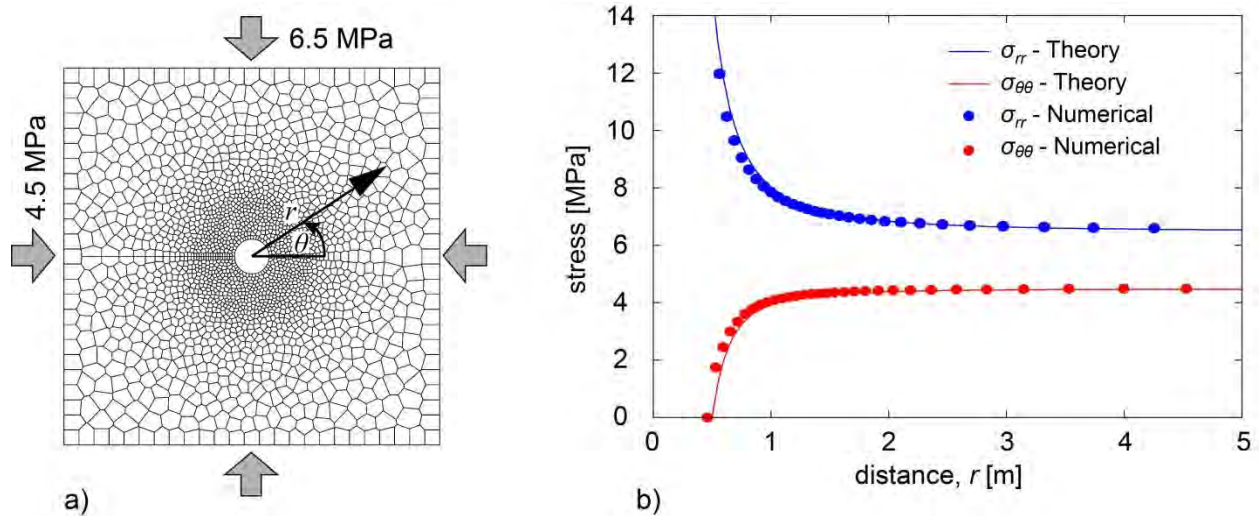 6.5 MPa
4.5 MPa
r
θ
a)
14
12
10
8
6
4
2
0
stress [MPa]
σrr - Theory
σθθ - Theory
σrr - Numerical
σθθ - Numerical
0 1 2 3 4 5
distance, r [m]
b)